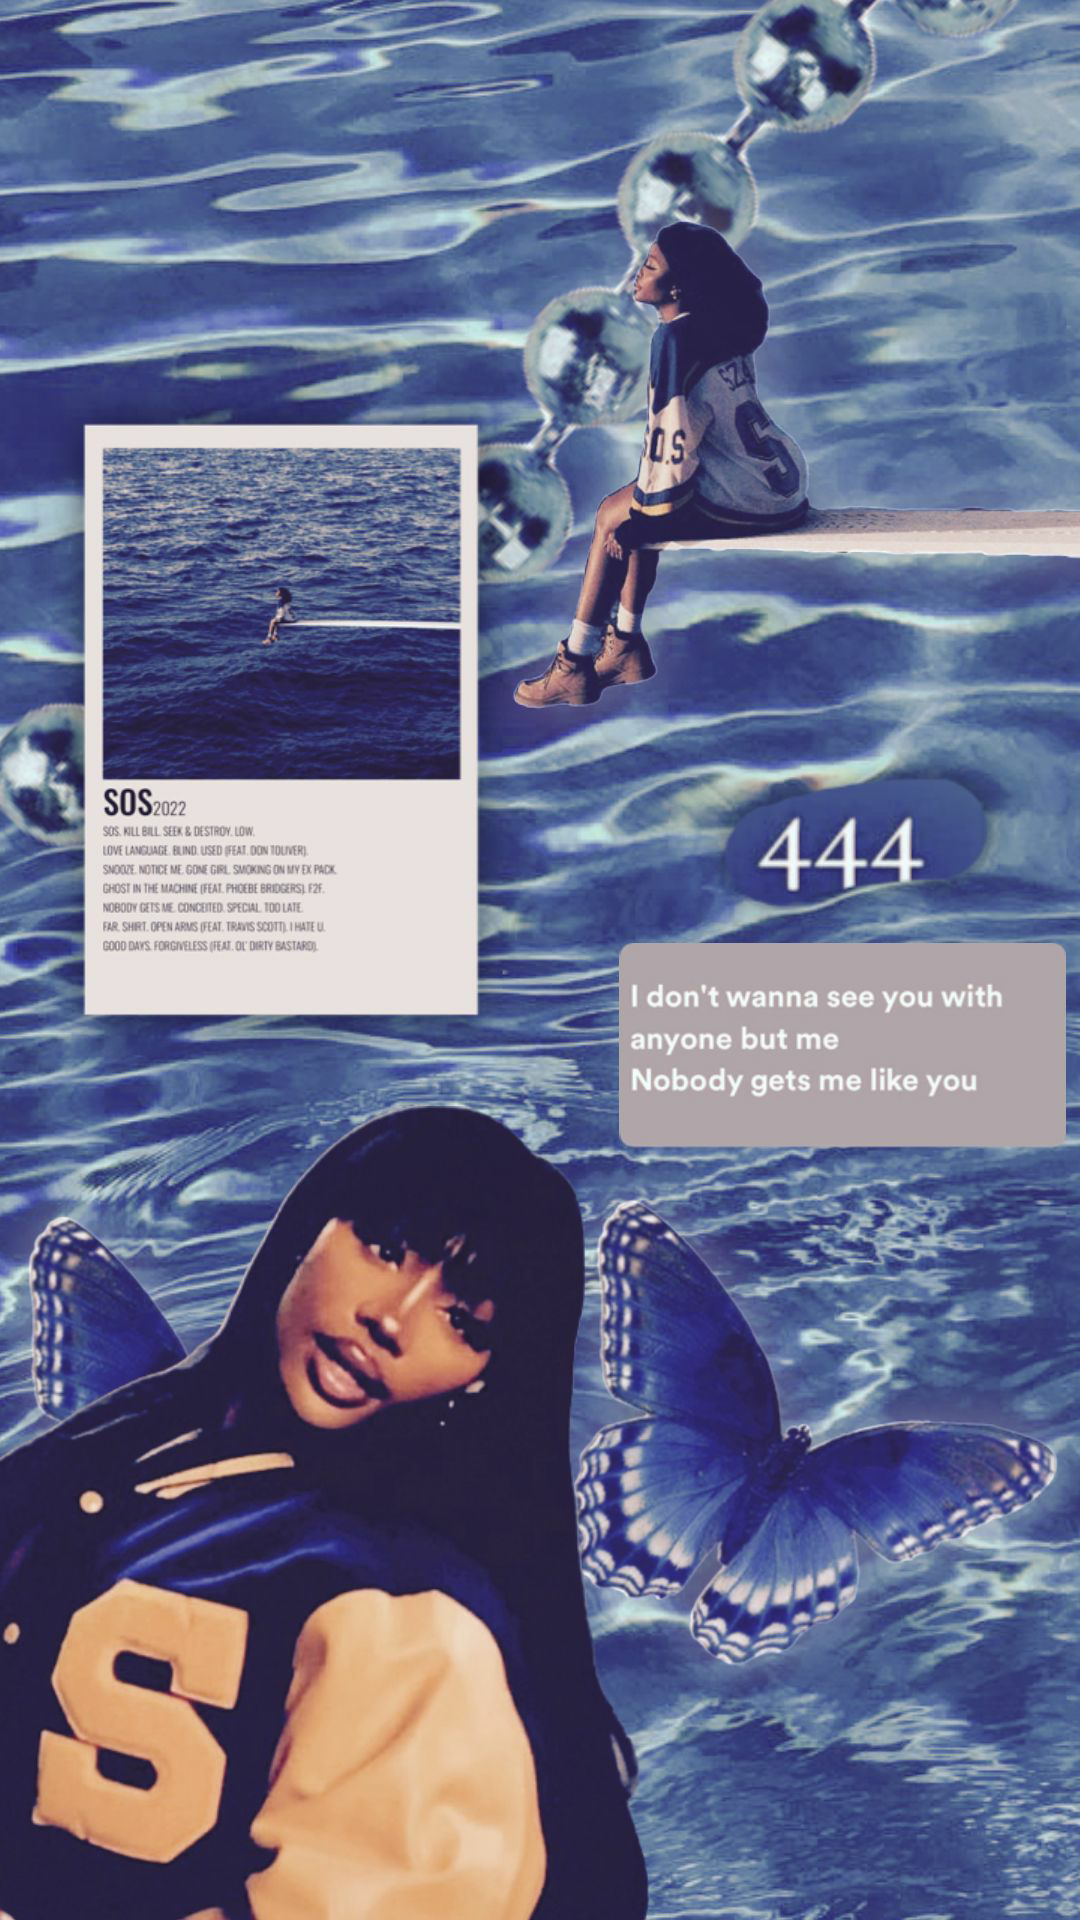 SZA
S
S.O.S
SOS 2022
SOS. KILL BILL. SEEK & DESTROY. LOW.
LOVE LANGUAGE. BLIND. USED (FEAT. DON TOLIVER).
SNOOZE. NOTICE ME. GONE GIRL. SMOKING ON MY EX PACK.
GHOST IN THE MACHINE (FEAT. PHOEBE BRIDGERS). F2F.
NOBODY GETS ME. CONCEITED. SPECIAL. TOO LATE.
FAR. SHIRT. OPEN ARMS (FEAT. TRAVIS SCOTT). I HATE U.
GOOD DAYS. FORGIVELESS (FEAT. OL' DIRTY BASTARD).
444
I don't wanna see you with
anyone but me
Nobody gets me like you
S